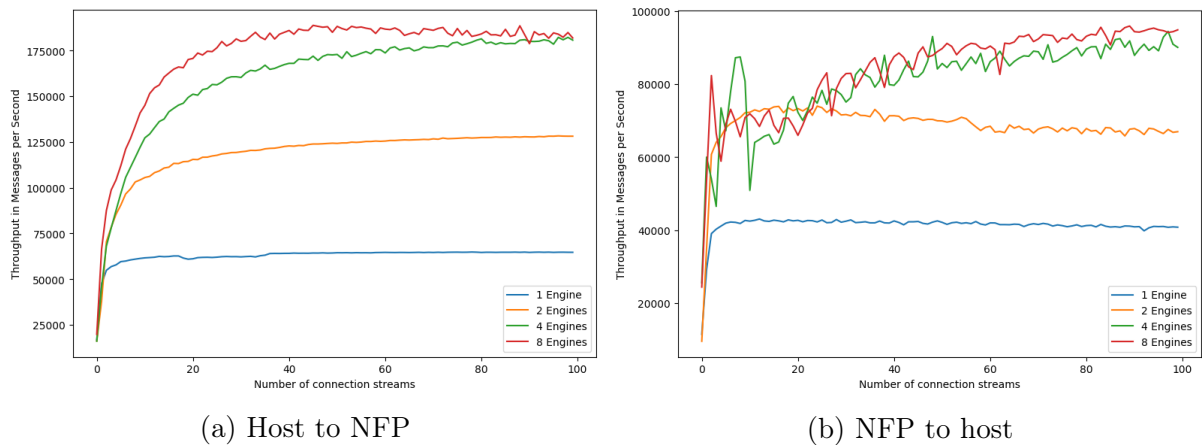 175000
150000
125000
100000
75000
50000
25000
Throughput in Messages per Second
0
20
40
60
80
100
Number of connection streams
1 Engine
2 Engines
4 Engines
8 Engines
(a) Host to NFP
100000
80000
60000
40000
20000
Throughput in Messages per Second
0
20
40
60
80
100
Number of connection streams
1 Engine
2 Engines
4 Engines
8 Engines
(b) NFP to host